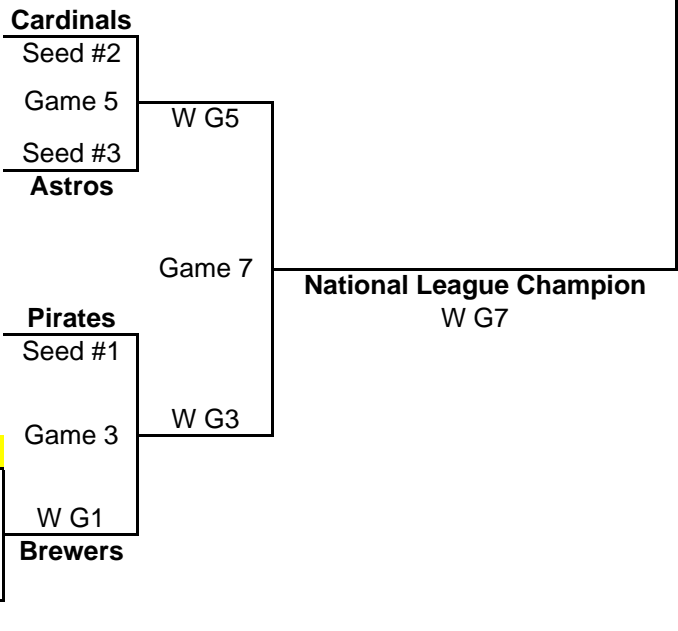 Cardinals
Seed #2
Game 5
W G5
Seed #3
Astros
Game 7
National League Champion
W G7
Pirates
Seed #1
W G3
Game 3
W G1
Brewers